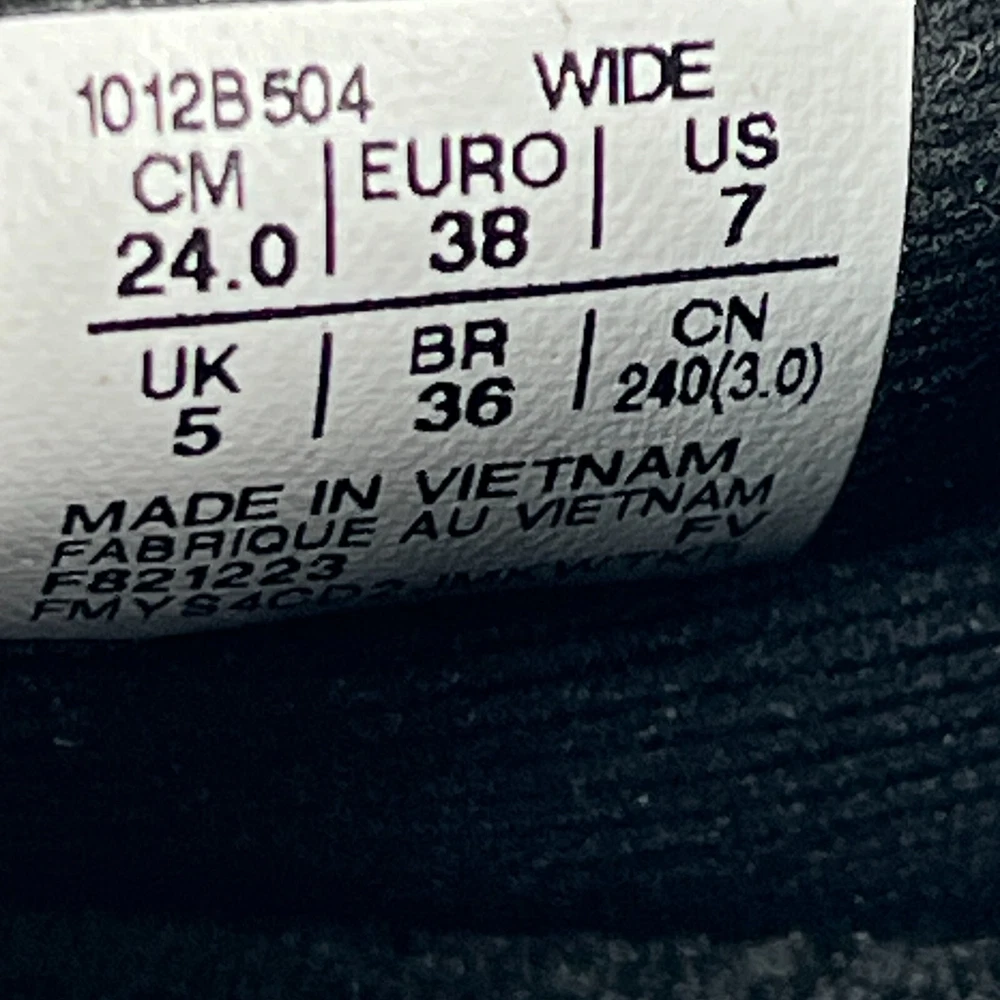 1012B504 WIDE
CM | EURO | US
24.0 38 7
UK | BR | CN
5 36 240(3.0)
MADE IN VIETNAM
FABRIQUE AU VIETNAM
F821223 FV